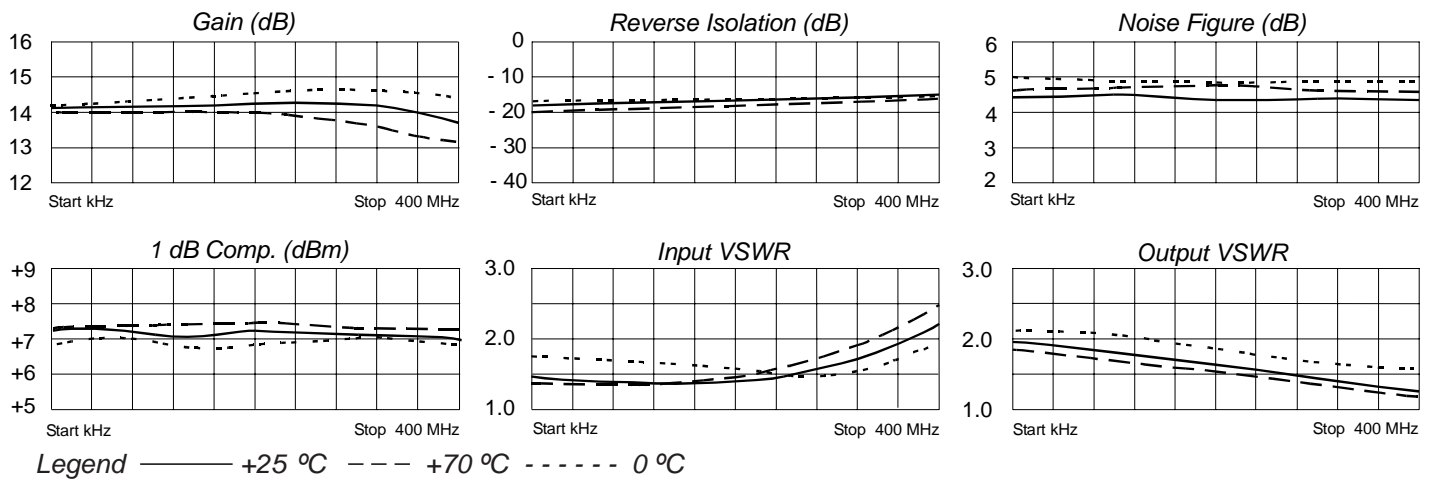 Gain (dB)
16
15
14
13
12
Start kHz
Stop 400 MHz
Reverse Isolation (dB)
0
- 10
- 20
- 30
- 40
Start kHz
Stop 400 MHz
Noise Figure (dB)
6
5
4
3
2
Start kHz
Stop 400 MHz
1 dB Comp. (dBm)
+9
+8
+7
+6
+5
Start kHz
Stop 400 MHz
Input VSWR
3.0
2.0
1.0
Start kHz
Stop 400 MHz
Output VSWR
3.0
2.0
1.0
Start kHz
Stop 400 MHz
Legend +25 ºC +70 ºC 0 ºC